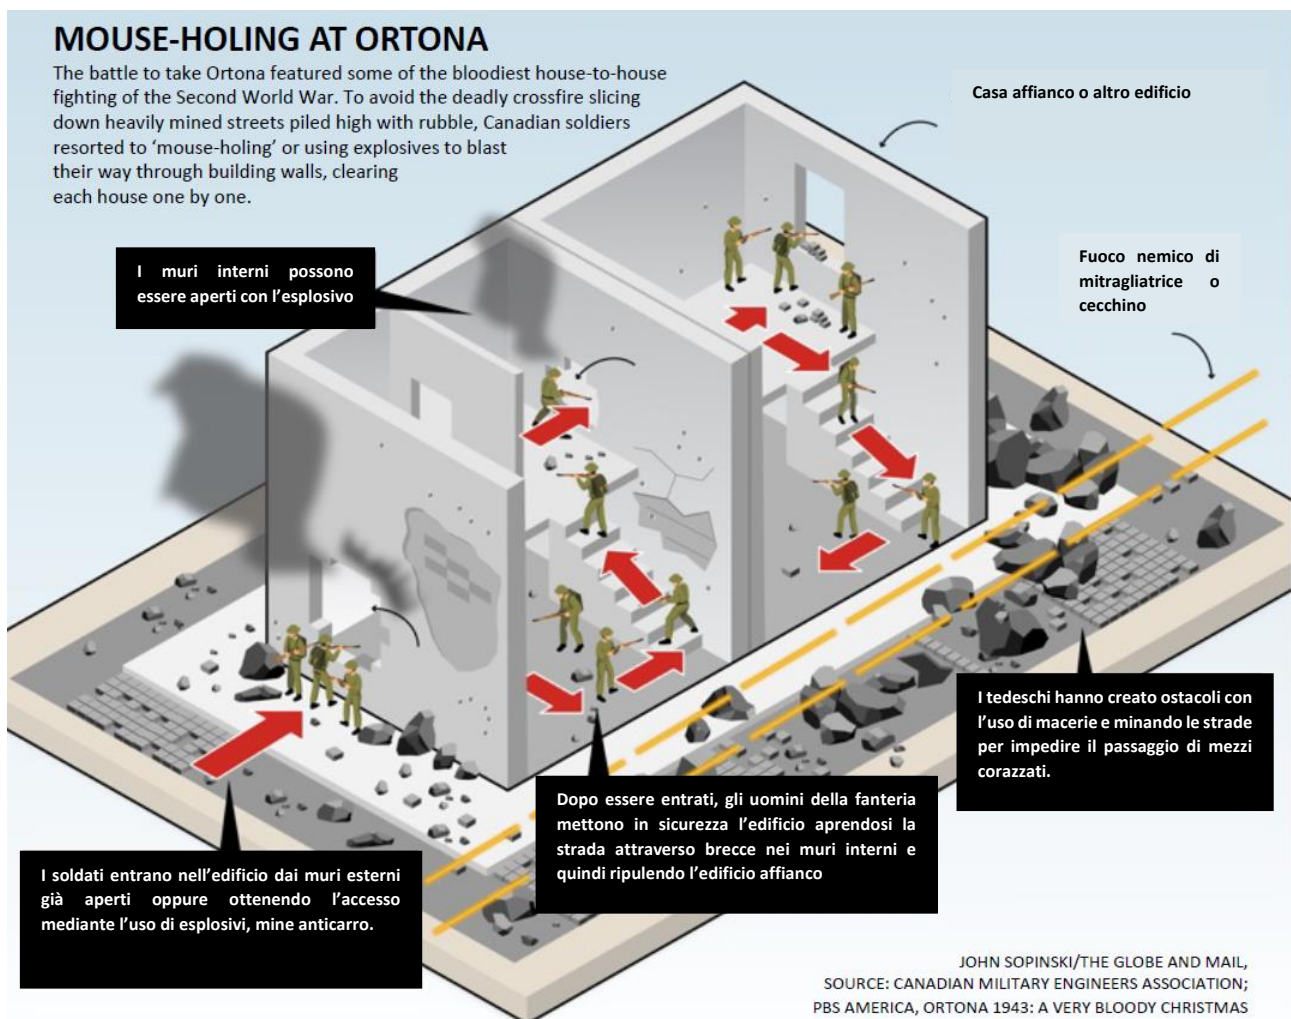 MOUSE-HOLING AT ORTONA
The battle to take Ortona featured some of the bloodiest house-to-house
fighting of the Second World War. To avoid the deadly crossfire slicing
down heavily mined streets piled high with rubble, Canadian soldiers
resorted to ‘mouse-holing’ or using explosives to blast
their way through building walls, clearing
each house one by one.
Casa affianco o altro edificio
I muri interni possono
essere aperti con l’esplosivo
Fuoco nemico di
mitragliatrice o
cecchino
I tedeschi hanno creato ostacoli con
l’uso di macerie e minando le strade
per impedire il passaggio di mezzi
corazzati.
Dopo essere entrati, gli uomini della fanteria
mettono in sicurezza l’edificio aprendosi la
strada attraverso brecce nei muri interni e
quindi ripulendo l’edificio affianco
I soldati entrano nell’edificio dai muri esterni
già aperti oppure ottenendo l’accesso
mediante l’uso di esplosivi, mine anticarro.
JOHN SOPINSKI/THE GLOBE AND MAIL,
SOURCE: CANADIAN MILITARY ENGINEERS ASSOCIATION;
PBS AMERICA, ORTONA 1943: A VERY BLOODY CHRISTMAS